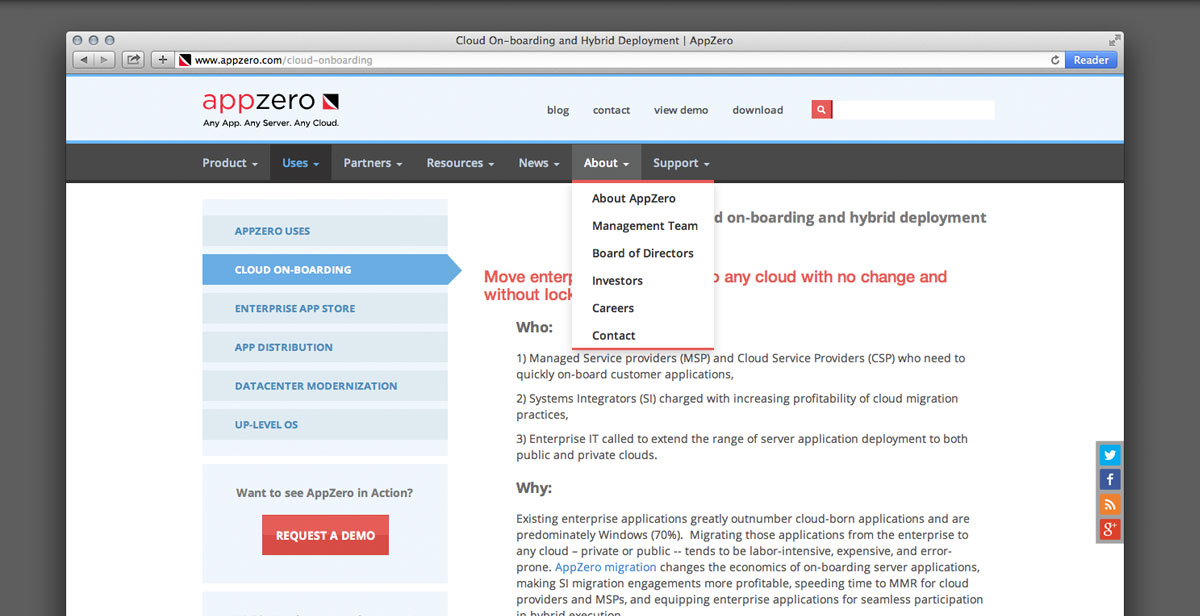 Cloud On-boarding and Hybrid Deployment | AppZero
www.appzero.com/cloud-onboarding
Reader
appzero
Any App. Any Server. Any Cloud.
blog contact view demo download
Product Uses Partners Resources News About Support
About AppZero
Management Team
Board of Directors
Investors
Careers
Contact
APPZERO USES
CLOUD ON-BOARDING
ENTERPRISE APP STORE
APP DISTRIBUTION
DATACENTER MODERNIZATION
UP-LEVEL OS
Want to see AppZero in Action?
REQUEST A DEMO
d on-boarding and hybrid deployment
Move enterp o any cloud with no change and
without lock
Who:
1) Managed Service providers (MSP) and Cloud Service Providers (CSP) who need to
quickly on-board customer applications,
2) Systems Integrators (SI) charged with increasing profitability of cloud migration
practices,
3) Enterprise IT called to extend the range of server application deployment to both
public and private clouds.
Why:
Existing enterprise applications greatly outnumber cloud-born applications and are
predominately Windows (70%). Migrating those applications from the enterprise to
any cloud – private or public -- tends to be labor-intensive, expensive, and error-
prone. AppZero migration changes the economics of on-boarding server applications,
making SI migration engagements more profitable, speeding time to MMR for cloud
providers and MSPs, and equipping enterprise applications for seamless participation
in hybrid execution.